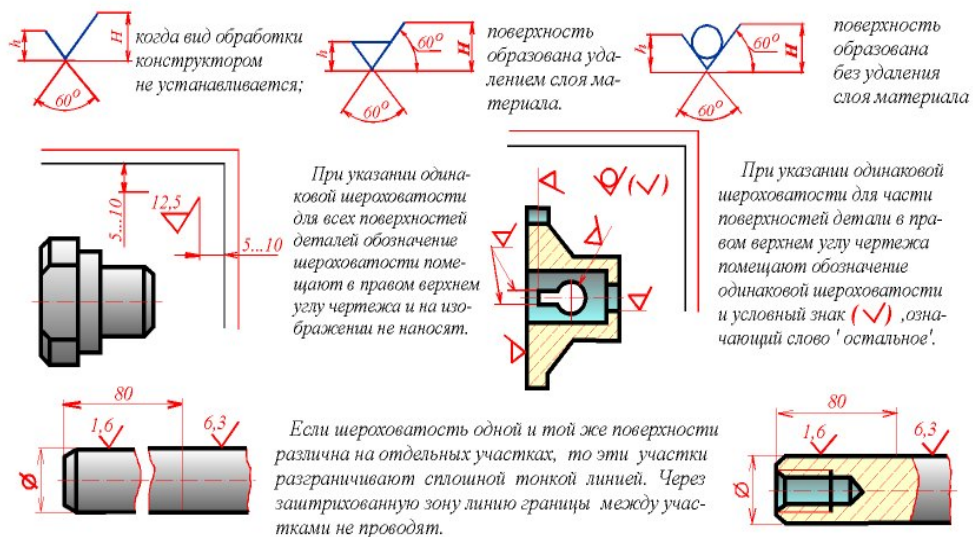 h
H
60°
когда вид обработки
конструктором
не устанавливается;
h
H
60°
60°
поверхность
образована уда-
лением слоя ма-
териала.
h
H
60°
60°
поверхность
образована
без удаления
слоя материала
5...10
12,5
5...10
При указании одина-
ковой шероховатости
для всех поверхностей
деталей обозначение
шероховатости поме-
щают в правом верхнем
углу чертежа и на изо-
бражении не наносят.
При указании одинаковой
шероховатости для части
поверхностей детали в пра-
вом верхнем углу чертежа
помещают обозначение
одинаковой шероховатости
и условный знак (√) ,озна-
чающий слово ' остальное'.
80
1,6
6,3
Ø
Если шероховатость одной и той же поверхности
различна на отдельных участках, то эти участки
разграничивают сплошной тонкой линией. Через
заштрихованную зону линию границы между учас-
тками не проводят.
80
1,6
6,3
Ø